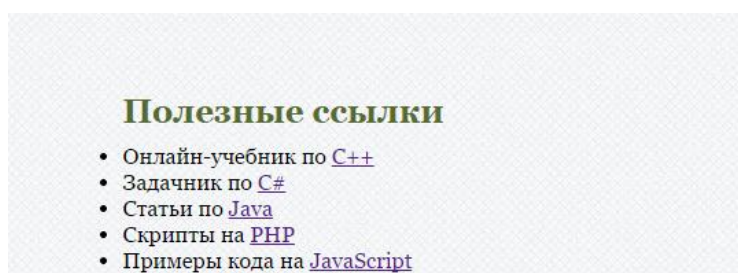 Полезные ссылки
Онлайн-учебник по C++
Задачник по C#
Статьи по Java
Скрипты на PHP
Примеры кода на JavaScript